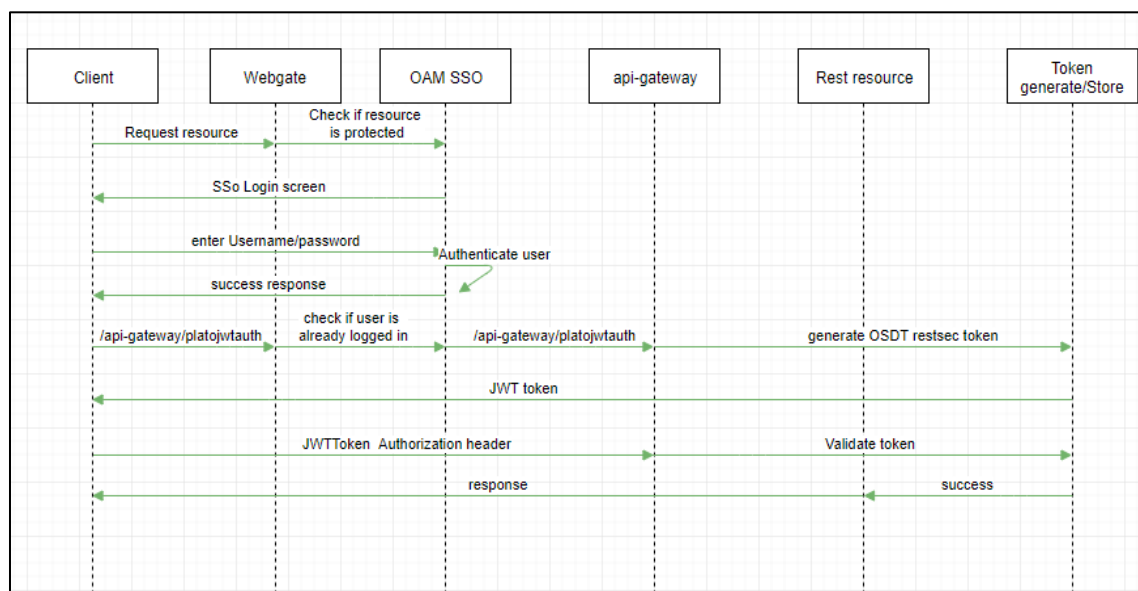 Client
Webgate
OAM SSO
api-gateway
Rest resource
Token
generate/Store
Request resource
Check if resource
is protected
SSo Login screen
enter Username/password
Authenticate user
success response
/api-gateway/platojwtauth
check if user is
already logged in
/api-gateway/platojwtauth
generate OSDT restsec token
JWT token
JWTToken Authorization header
Validate token
response
success